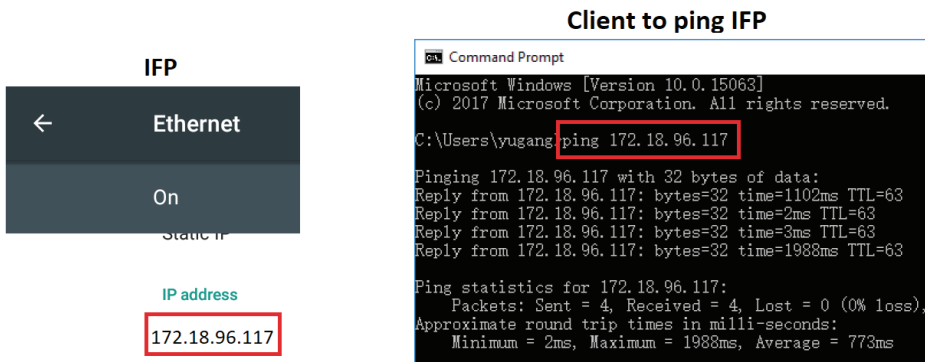 Client to ping IFP
IFP
Ethernet
On
Static IP
IP address
172.18.96.117
Command Prompt
Microsoft Windows [Version 10.0.15063]
(c) 2017 Microsoft Corporation. All rights reserved.
C:\Users\yugang>ping 172.18.96.117
Pinging 172.18.96.117 with 32 bytes of data:
Reply from 172.18.96.117: bytes=32 time=1102ms TTL=63
Reply from 172.18.96.117: bytes=32 time=2ms TTL=63
Reply from 172.18.96.117: bytes=32 time=3ms TTL=63
Reply from 172.18.96.117: bytes=32 time=1988ms TTL=63
Ping statistics for 172.18.96.117:
Packets: Sent = 4, Received = 4, Lost = 0 (0% loss),
Approximate round trip times in milli-seconds:
Minimum = 2ms, Maximum = 1988ms, Average = 773ms